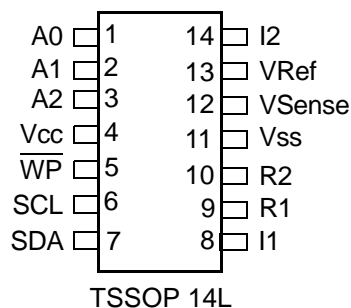 A0 1 14 I2
A1 2 13 VRef
A2 3 12 VSense
Vcc 4 11 Vss
W̅P̅ 5 10 R2
SCL 6 9 R1
SDA 7 8 I1
TSSOP 14L